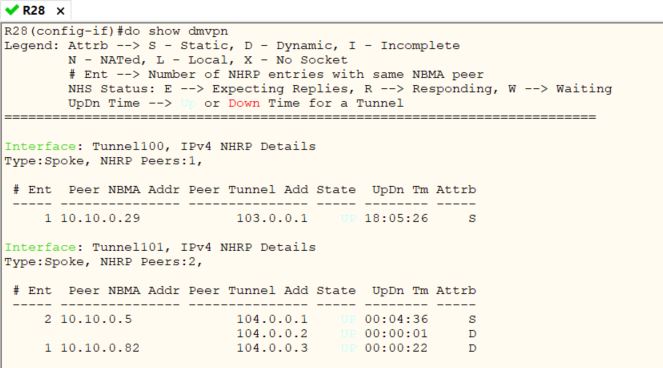 R28
R28(config-if)#do show dmvpn
Legend: Attrb --> S - Static, D - Dynamic, I - Incomplete
        N - NATed, L - Local, X - No Socket
        # Ent --> Number of NHRP entries with same NBMA peer
        NHS Status: E --> Expecting Replies, R --> Responding, W --> Waiting
        UpDn Time --> Up or Down Time for a Tunnel
==========================================================================
Interface: Tunnel100, IPv4 NHRP Details
Type:Spoke, NHRP Peers:1,
 # Ent  Peer NBMA Addr Peer Tunnel Add State  UpDn Tm Attrb
 ----- --------------- --------------- ----- -------- -----
     1 10.10.0.29            103.0.0.1    UP 18:05:26     S
Interface: Tunnel101, IPv4 NHRP Details
Type:Spoke, NHRP Peers:2,
 # Ent  Peer NBMA Addr Peer Tunnel Add State  UpDn Tm Attrb
 ----- --------------- --------------- ----- -------- -----
     2 10.10.0.5             104.0.0.1    UP 00:04:36     S
                             104.0.0.2    UP 00:00:01     D
     1 10.10.0.82            104.0.0.3    UP 00:00:22     D